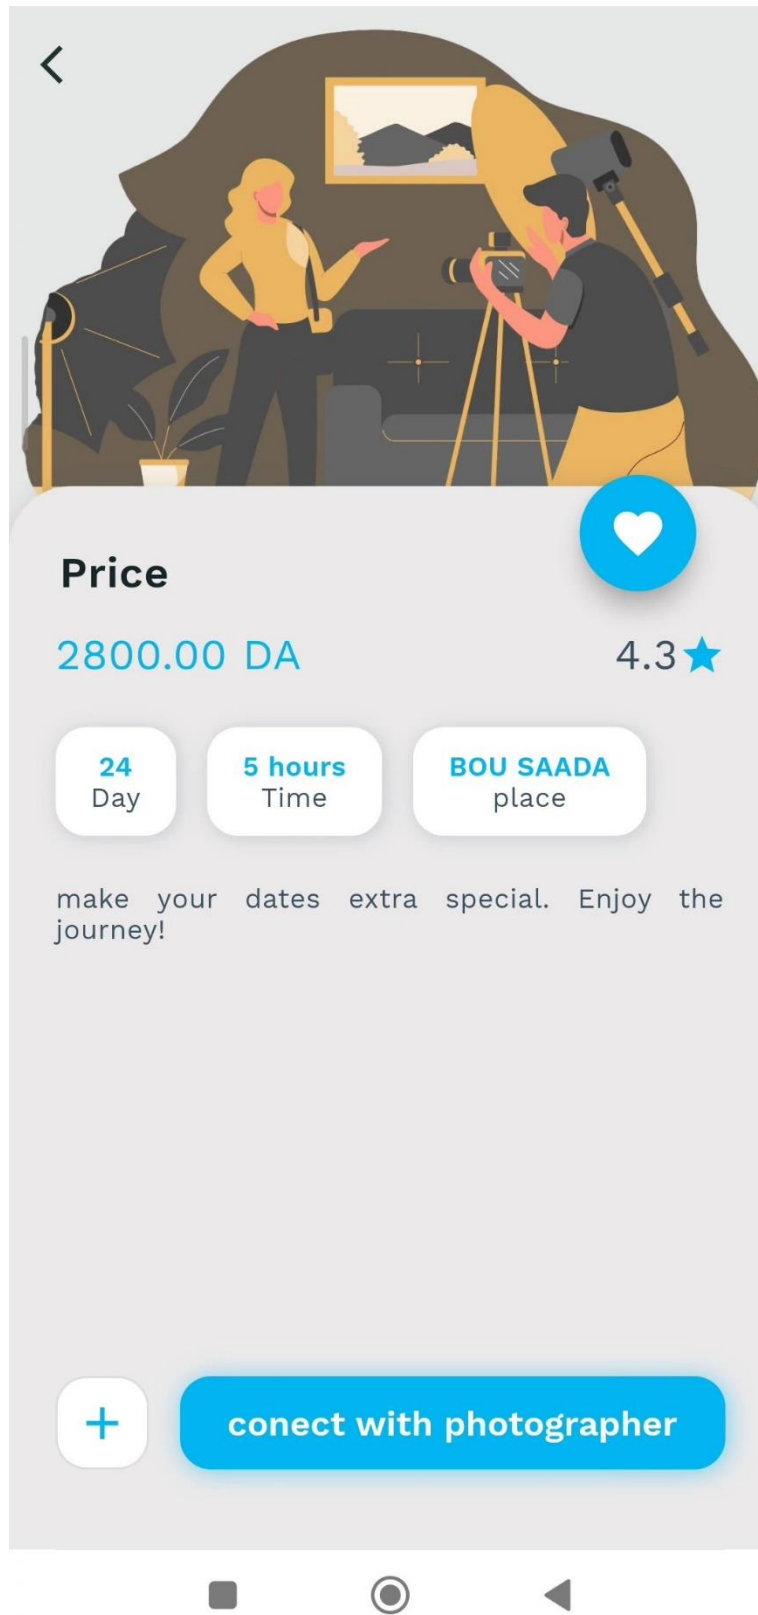 Price
2800.00 DA
4.3
24
Day
5 hours
Time
BOU SAADA
place
make your dates extra special. Enjoy the
journey!
+
conect with photographer